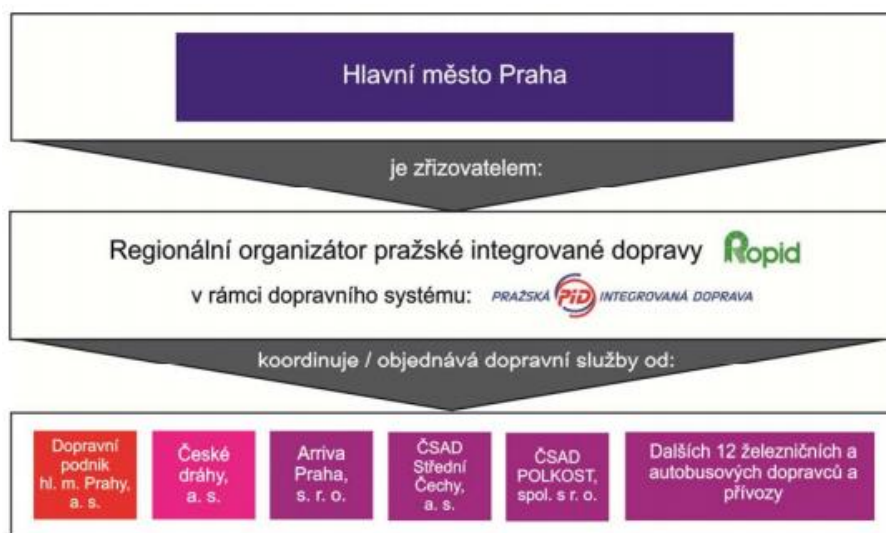 Hlavní město Praha
je zřizovatelem:
Regionální organizátor pražské integrované dopravy Ropid
v rámci dopravního systému: PRAŽSKÁ PID INTEGROVANÁ DOPRAVA
koordinuje / objednává dopravní služby od:
Dopravní
podnik
hl. m. Prahy,
a. s.
České
dráhy,
a. s.
Arriva
Praha,
s. r. o.
ČSAD
Střední
Čechy,
a. s.
ČSAD
POLKOST,
spol. s r. o.
Dalších 12 železničních a
autobusových dopravců a
přívozy